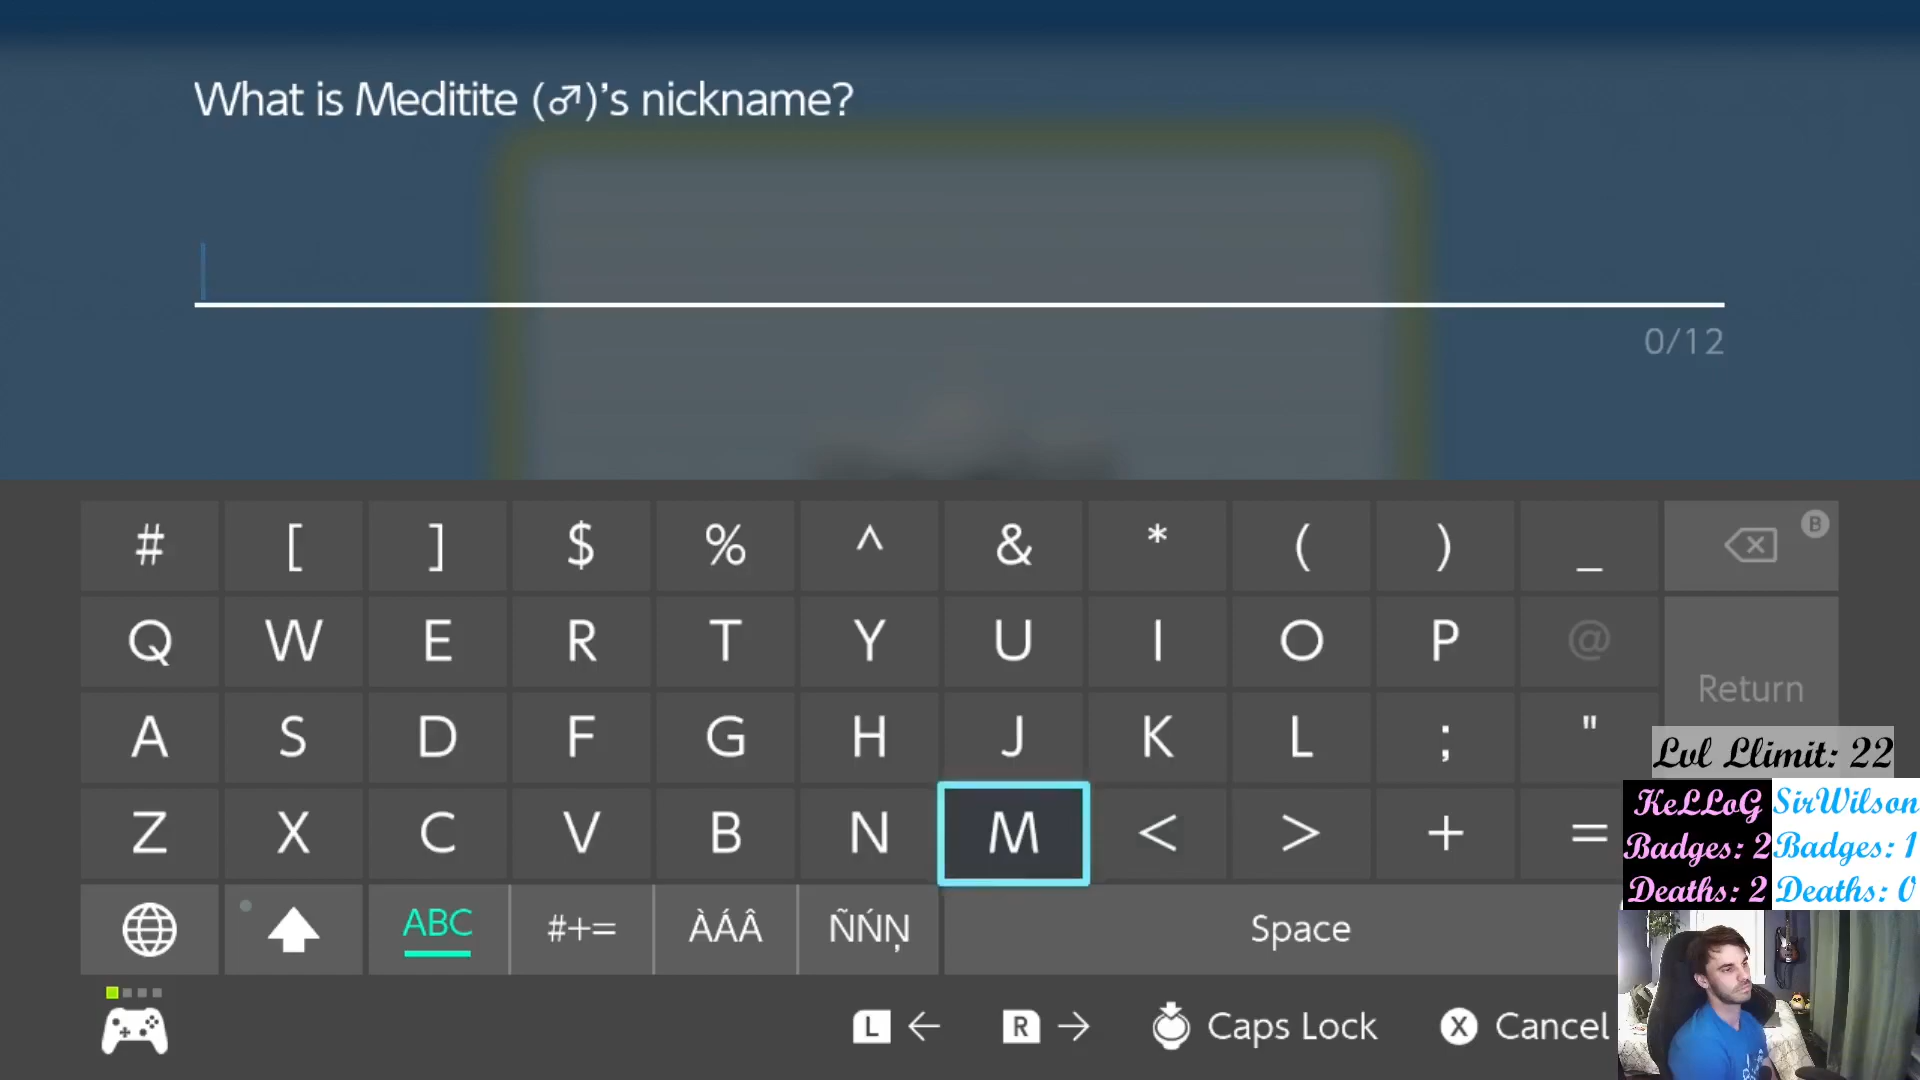 What is Meditite (♂)'s nickname?
0/12
# [ ] $ % ^ & * ( ) _ B
Q W E R T Y U I O P @
Return
A S D F G H J K L ; "
Z X C V B N M < > + =
ABC #+= ÀÁÂ ÑŃŅ Space
L ← R → Caps Lock X Cancel
Lvl Llimit: 22
KeLLoG SirWilson
Badges: 2 Badges: 1
Deaths: 2 Deaths: 0